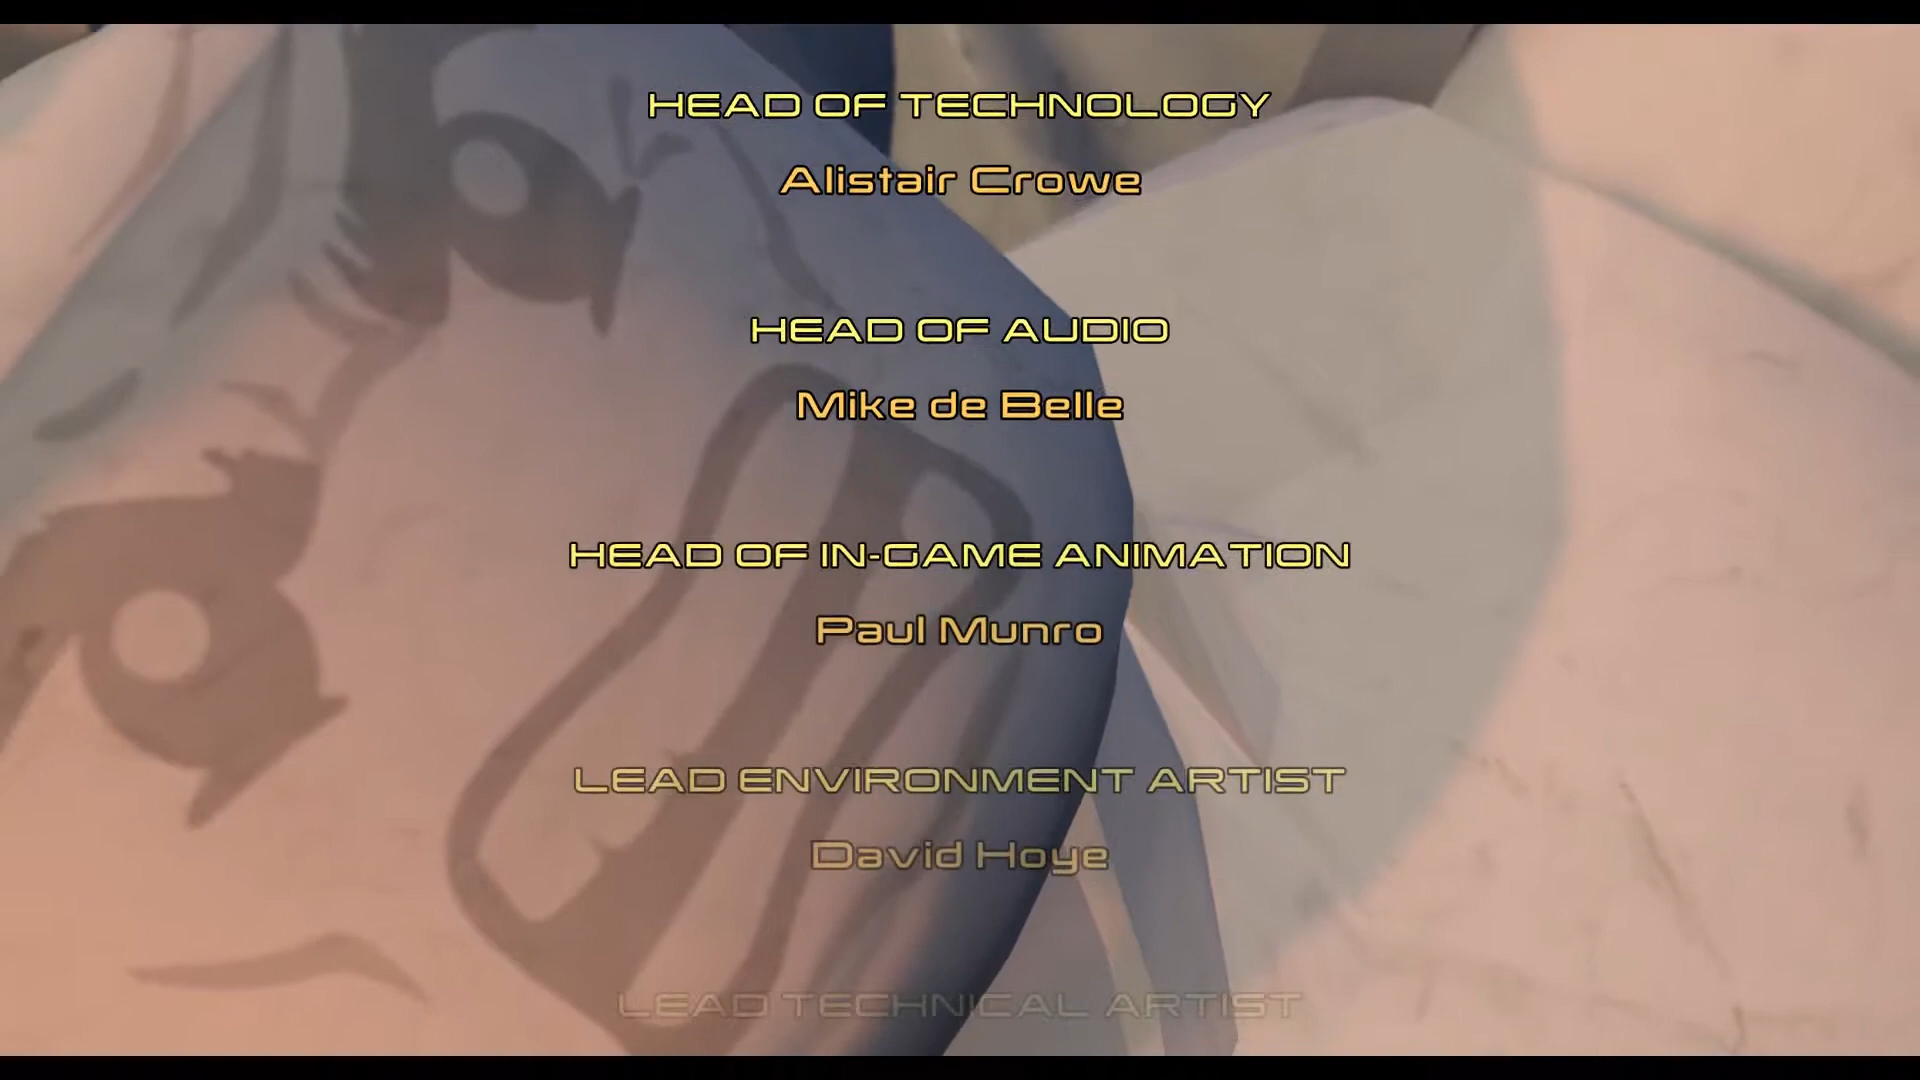 HEAD OF TECHNOLOGY
Alistair Crowe
HEAD OF AUDIO
Mike de Belle
HEAD OF IN-GAME ANIMATION
Paul Munro
LEAD ENVIRONMENT ARTIST
David Hoye
LEAD TECHNICAL ARTIST